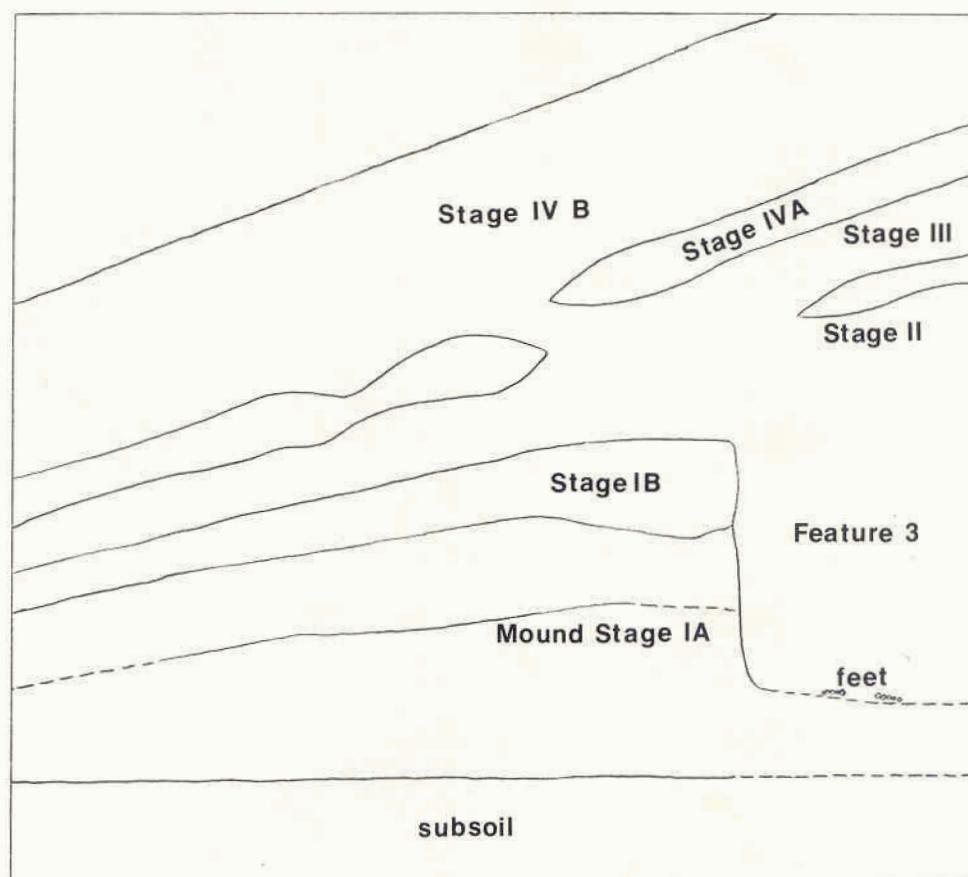 Stage IV B
Stage IVA
Stage III
Stage II
Stage IB
Feature 3
Mound Stage IA
feet
subsoil